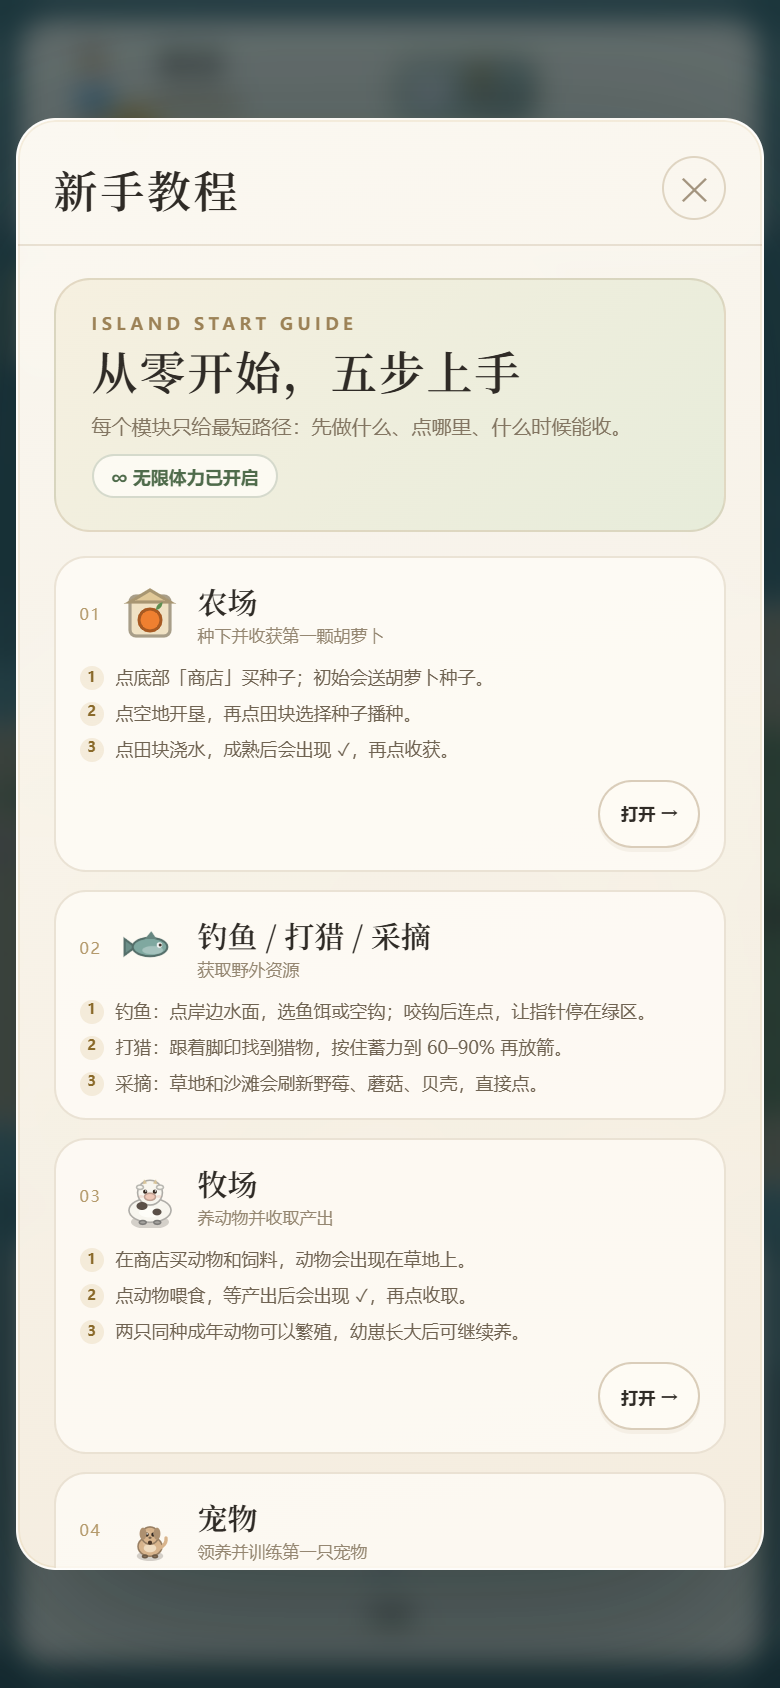 新手教程
ISLAND START GUIDE
从零开始，五步上手
每个模块只给最短路径：先做什么、点哪里、什么时候能收。
∞ 无限体力已开启
01
农场
种下并收获第一颗胡萝卜
1 点底部「商店」买种子；初始会送胡萝卜种子。
2 点空地开垦，再点田块选择种子播种。
3 点田块浇水，成熟后会出现 ✓，再点收获。
打开 →
02
钓鱼 / 打猎 / 采摘
获取野外资源
1 钓鱼：点岸边水面，选鱼饵或空钩；咬钩后连点，让指针停在绿区。
2 打猎：跟着脚印找到猎物，按住蓄力到 60–90% 再放箭。
3 采摘：草地和沙滩会刷新野莓、蘑菇、贝壳，直接点。
03
牧场
养动物并收取产出
1 在商店买动物和饲料，动物会出现在草地上。
2 点动物喂食，等产出后会出现 ✓，再点收取。
3 两只同种成年动物可以繁殖，幼崽长大后可继续养。
打开 →
04
宠物
领养并训练第一只宠物